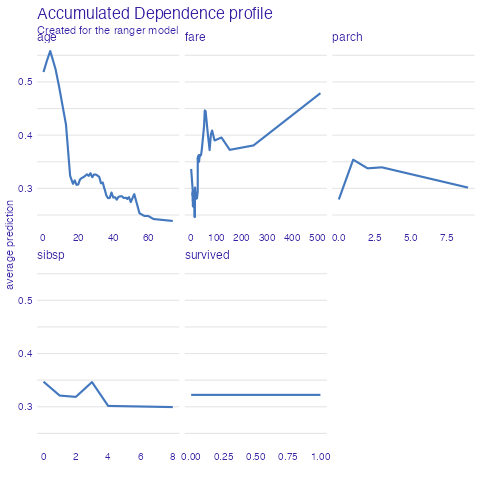 Accumulated Dependence profile
Created for the ranger model
age fare parch
0.5
0.4
0.3
0 20 40 60 0 100 200 300 400 500 0.0 2.5 5.0 7.5
average prediction
sibsp survived
0.5
0.4
0.3
0 2 4 6 8 0.00 0.25 0.50 0.75 1.00